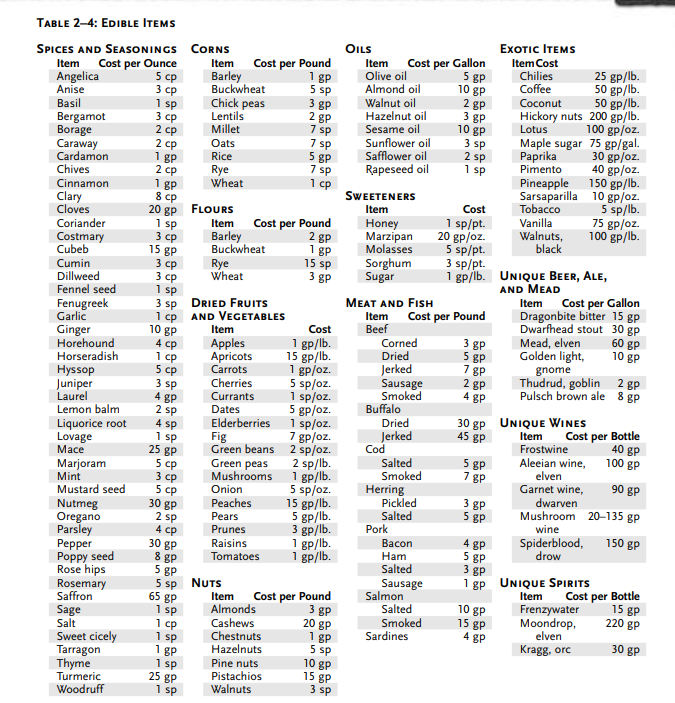 TABLE 2–4: EDIBLE ITEMS
SPICES AND SEASONINGS
Item Cost per Ounce
Angelica 5 cp
Anise 3 cp
Basil 1 sp
Bergamot 3 cp
Borage 2 cp
Caraway 2 cp
Cardamon 1 gp
Chives 2 cp
Cinnamon 1 gp
Clary 8 cp
Cloves 20 gp
Coriander 1 sp
Costmary 3 cp
Cubeb 15 gp
Cumin 3 cp
Dillweed 3 cp
Fennel seed 1 sp
Fenugreek 3 sp
Garlic 1 cp
Ginger 10 gp
Horehound 4 cp
Horseradish 1 cp
Hyssop 5 cp
Juniper 3 sp
Laurel 4 gp
Lemon balm 2 sp
Liquorice root 4 sp
Lovage 1 sp
Mace 25 gp
Marjoram 5 cp
Mint 3 cp
Mustard seed 5 cp
Nutmeg 30 gp
Oregano 2 sp
Parsley 4 cp
Pepper 30 gp
Poppy seed 8 gp
Rose hips 5 gp
Rosemary 5 sp
Saffron 65 gp
Sage 1 sp
Salt 1 cp
Sweet cicely 1 sp
Tarragon 1 gp
Thyme 1 sp
Turmeric 25 gp
Woodruff 1 sp
CORNS
Item Cost per Pound
Barley 1 gp
Buckwheat 5 sp
Chick peas 3 gp
Lentils 2 gp
Millet 7 sp
Oats 7 sp
Rice 5 gp
Rye 7 sp
Wheat 1 cp
FLOURS
Item Cost per Pound
Barley 2 gp
Buckwheat 1 gp
Rye 15 sp
Wheat 3 gp
DRIED FRUITS
AND VEGETABLES
Item Cost
Apples 1 gp/lb.
Apricots 15 gp/lb.
Carrots 1 gp/oz.
Cherries 5 sp/oz.
Currants 1 sp/oz.
Dates 5 gp/oz.
Elderberries 1 sp/oz.
Fig 7 gp/oz.
Green beans 2 sp/oz.
Green peas 2 sp/lb.
Mushrooms 1 gp/lb.
Onion 5 sp/oz.
Peaches 15 gp/lb.
Pears 5 gp/lb.
Prunes 3 gp/lb.
Raisins 1 gp/lb.
Tomatoes 1 gp/lb.
NUTS
Item Cost per Pound
Almonds 3 gp
Cashews 20 gp
Chestnuts 1 gp
Hazelnuts 5 sp
Pine nuts 10 gp
Pistachios 15 gp
Walnuts 3 sp
OILS
Item Cost per Gallon
Olive oil 5 gp
Almond oil 10 gp
Walnut oil 2 gp
Hazelnut oil 3 gp
Sesame oil 10 gp
Sunflower oil 3 sp
Safflower oil 2 sp
Rapeseed oil 1 sp
SWEETENERS
Item Cost
Honey 1 sp/pt.
Marzipan 20 gp/oz.
Molasses 5 sp/pt.
Sorghum 3 sp/pt.
Sugar 1 gp/lb.
MEAT AND FISH
Item Cost per Pound
Beef
Corned 3 gp
Dried 5 gp
Jerked 7 gp
Sausage 2 gp
Smoked 4 gp
Buffalo
Dried 30 gp
Jerked 45 gp
Cod
Salted 5 gp
Smoked 7 gp
Herring
Pickled 3 gp
Salted 5 gp
Pork
Bacon 4 gp
Ham 5 gp
Salted 3 gp
Sausage 1 gp
Salmon
Salted 10 gp
Smoked 15 gp
Sardines 4 gp
EXOTIC ITEMS
Item Cost
Chilies 25 gp/lb.
Coffee 50 gp/lb.
Coconut 50 gp/lb.
Hickory nuts 200 gp/lb.
Lotus 100 gp/oz.
Maple sugar 75 gp/gal.
Paprika 30 gp/oz.
Pimento 40 gp/oz.
Pineapple 150 gp/lb.
Sarsaparilla 10 gp/oz.
Tobacco 5 sp/lb.
Vanilla 75 gp/oz.
Walnuts, 100 gp/lb.
black
UNIQUE BEER, ALE,
AND MEAD
Item Cost per Gallon
Dragonbite bitter 15 gp
Dwarfhead stout 30 gp
Mead, elven 60 gp
Golden light, 10 gp
gnome
Thudrud, goblin 2 gp
Pulsch brown ale 8 gp
UNIQUE WINES
Item Cost per Bottle
Frostwine 40 gp
Aleeian wine, 100 gp
elven
Garnet wine, 90 gp
dwarven
Mushroom 20–135 gp
wine
Spiderblood, 150 gp
drow
UNIQUE SPIRITS
Item Cost per Bottle
Frenzywater 15 gp
Moondrop, 220 gp
elven
Kragg, orc 30 gp